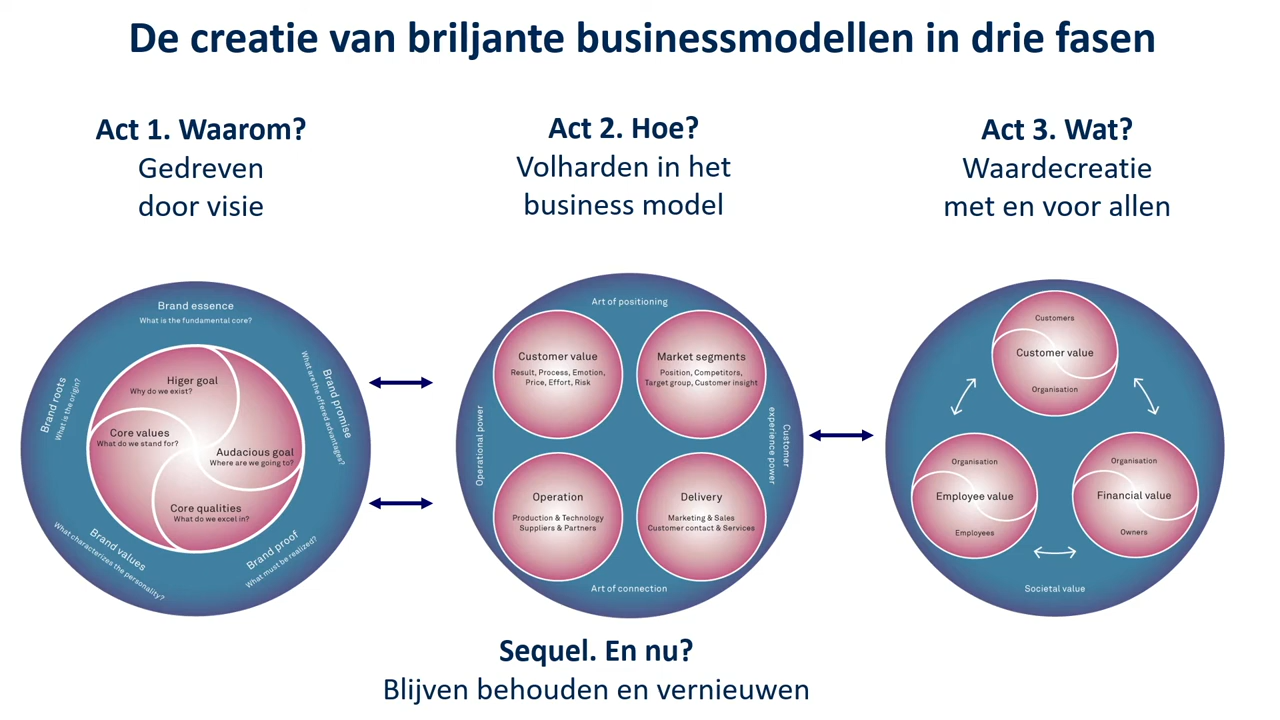 De creatie van briljante businessmodellen in drie fasen
Act 1. Waarom?
Gedreven
door visie
Act 2. Hoe?
Volharden in het
business model
Act 3. Wat?
Waardecreatie
met en voor allen
Brand essence
What is the fundamental core?
Brand roots
What is the origin?
Brand promise
What are the offered advantages?
Higer goal
Why do we exist?
Core values
What do we stand for?
Audacious goal
Where are we going to?
Core qualities
What do we excel in?
Brand values
What characterizes the personality?
Brand proof
What must be realized?
Art of positioning
Customer value
Result, Process, Emotion,
Price, Effort, Risk
Market segments
Position, Competitors,
Target group, Customer insight
Operational power
Customer
experience power
Operation
Production & Technology
Suppliers & Partners
Delivery
Marketing & Sales
Customer contact & Services
Art of connection
Customers
Customer value
Organisation
Organisation
Employee value
Employees
Organisation
Financial value
Owners
Societal value
Sequel. En nu?
Blijven behouden en vernieuwen